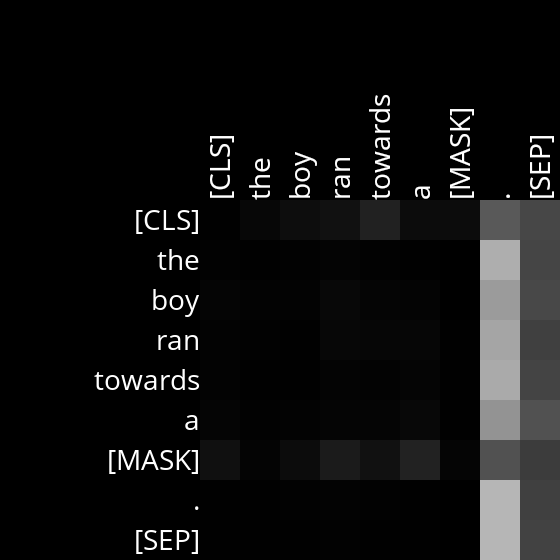 [CLS] the boy ran towards a [MASK] . [SEP]
[CLS]
the
boy
ran
towards
a
[MASK]
.
[SEP]